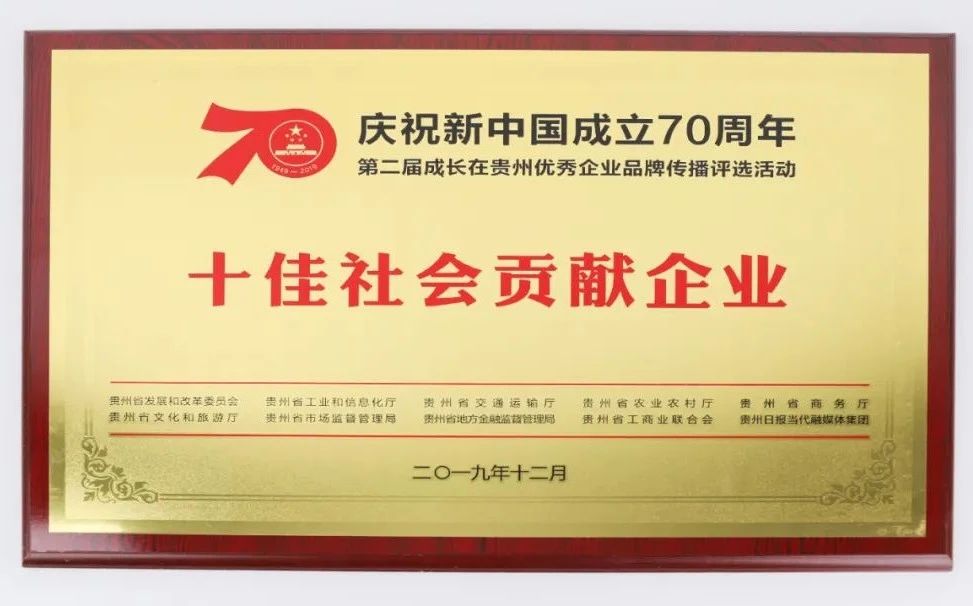 庆祝新中国成立70周年
第二届成长在贵州优秀企业品牌传播评选活动
1949—2019
十佳社会贡献企业
贵州省发展和改革委员会 贵州省工业和信息化厅 贵州省交通运输厅 贵州省农业农村厅 贵州省商务厅
贵州省文化和旅游厅 贵州省市场监督管理局 贵州省地方金融监督管理局 贵州省工商业联合会 贵州日报当代融媒体集团
二〇一九年十二月